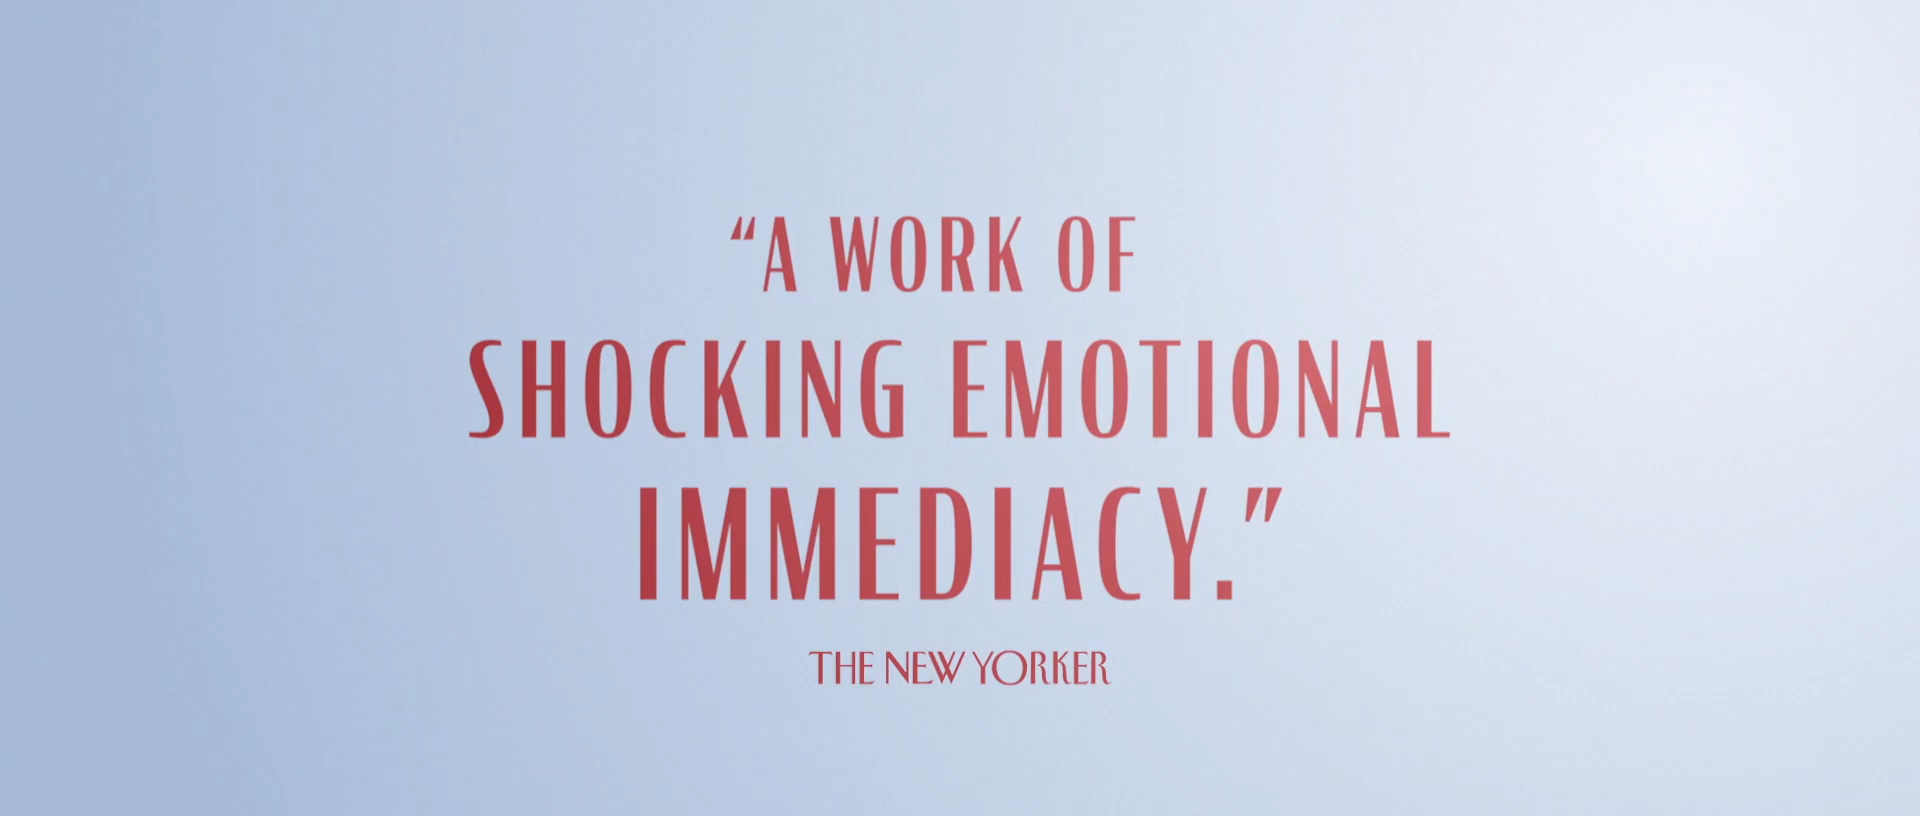 “A WORK OF
SHOCKING EMOTIONAL
IMMEDIACY.”
THE NEW YORKER